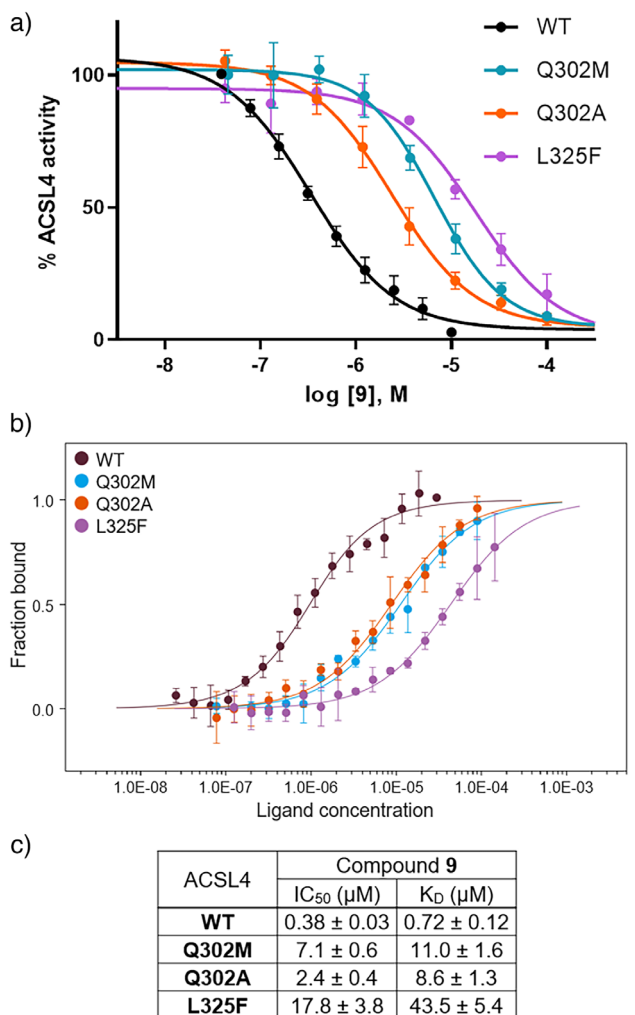 a)
WT
Q302M
Q302A
L325F
% ACSL4 activity
100
50
0
-8 -7 -6 -5 -4
log [9], M
b)
WT
Q302M
Q302A
L325F
Fraction bound
1.0
0.5
0.0
1.0E-08 1.0E-07 1.0E-06 1.0E-05 1.0E-04 1.0E-03
Ligand concentration
c)
ACSL4 Compound 9
IC₅₀ (µM) K_D (µM)
WT 0.38 ± 0.03 0.72 ± 0.12
Q302M 7.1 ± 0.6 11.0 ± 1.6
Q302A 2.4 ± 0.4 8.6 ± 1.3
L325F 17.8 ± 3.8 43.5 ± 5.4